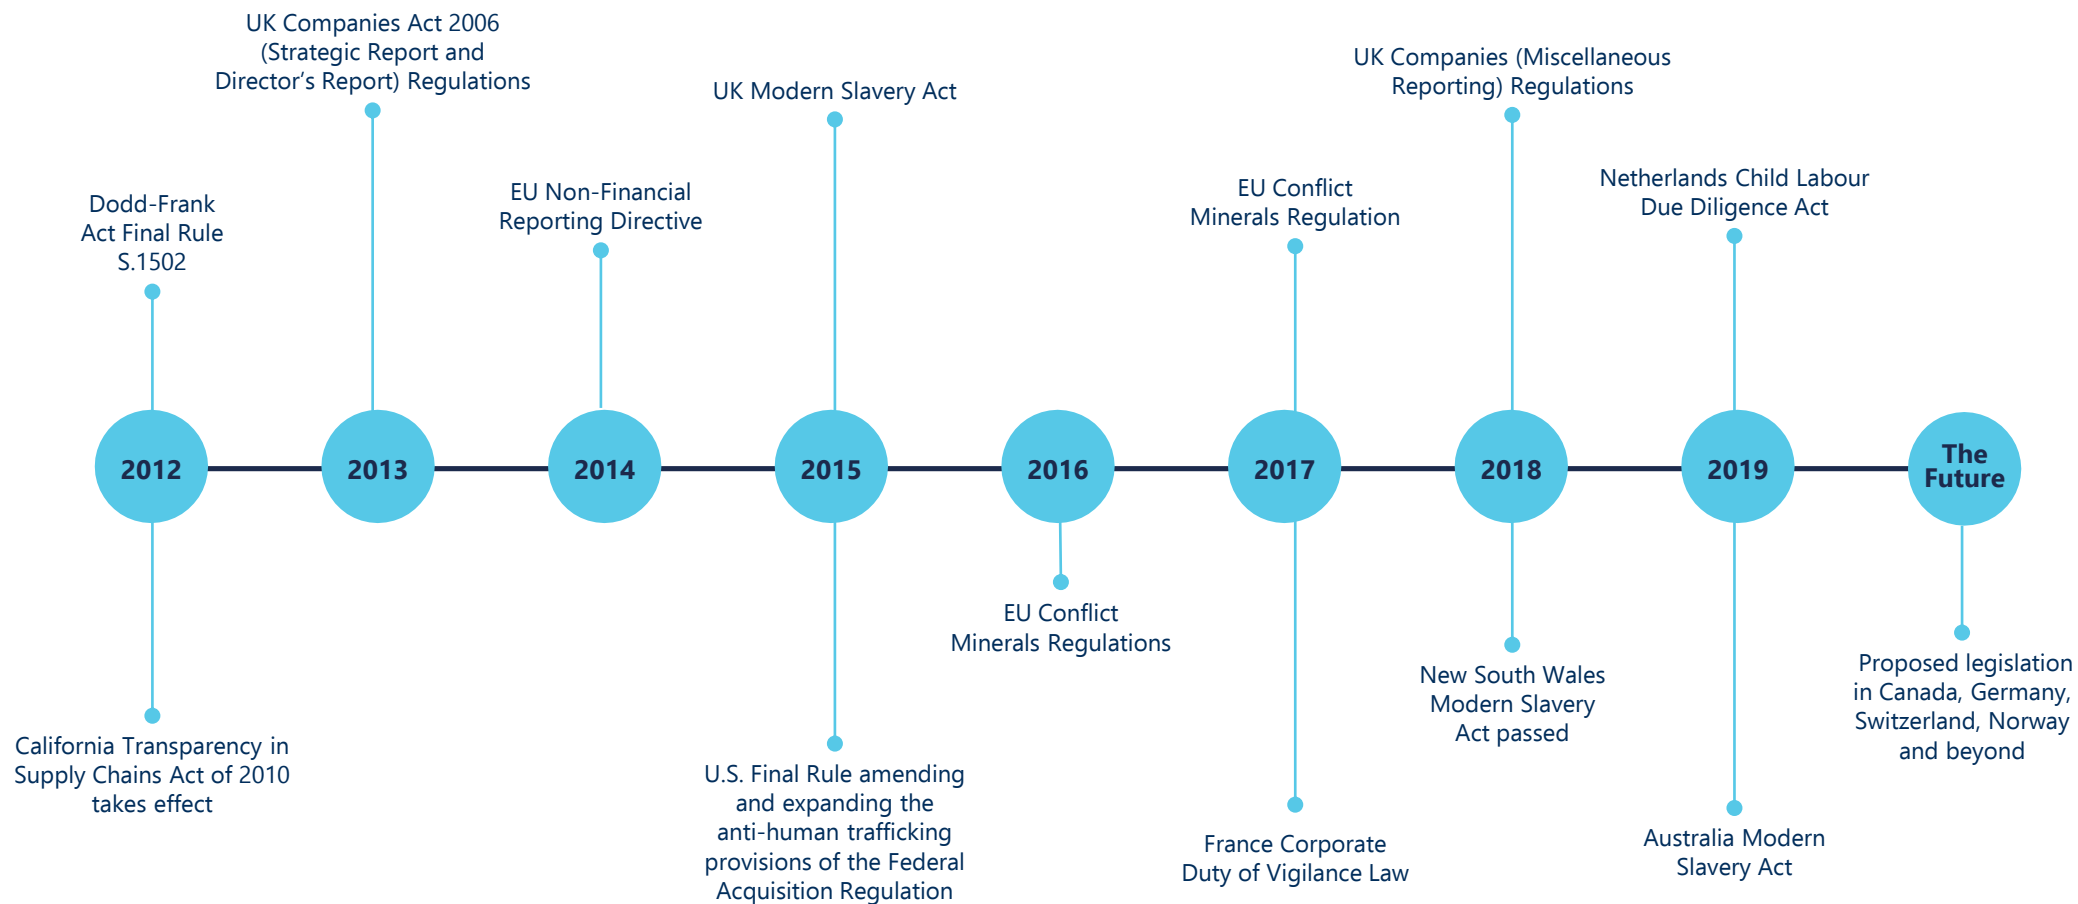 UK Companies Act 2006
(Strategic Report and
Director’s Report) Regulations
UK Companies (Miscellaneous
Reporting) Regulations
UK Modern Slavery Act
Netherlands Child Labour
Due Diligence Act
EU Conflict
Minerals Regulation
EU Non-Financial
Reporting Directive
Dodd-Frank
Act Final Rule
S.1502
2012
2013
2014
2015
2016
2017
2018
2019
The
Future
EU Conflict
Minerals Regulations
Proposed legislation
in Canada, Germany,
Switzerland, Norway
and beyond
New South Wales
Modern Slavery
Act passed
California Transparency in
Supply Chains Act of 2010
takes effect
U.S. Final Rule amending
and expanding the
anti-human trafficking
provisions of the Federal
Acquisition Regulation
France Corporate
Duty of Vigilance Law
Australia Modern
Slavery Act